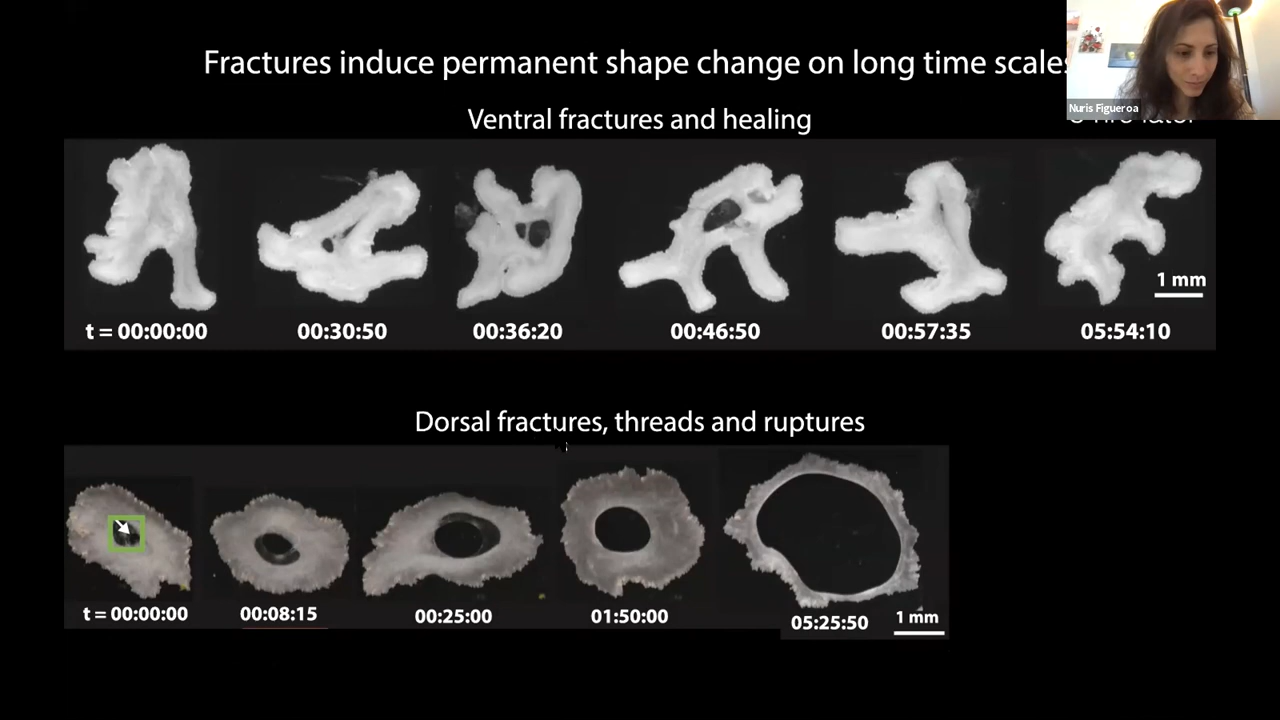 Fractures induce permanent shape change on long time scales
Nuris Figueroa
Ventral fractures and healing
1 mm
t = 00:00:00 00:30:50 00:36:20 00:46:50 00:57:35 05:54:10
Dorsal fractures, threads and ruptures
t = 00:00:00 00:08:15 00:25:00 01:50:00 05:25:50 1 mm